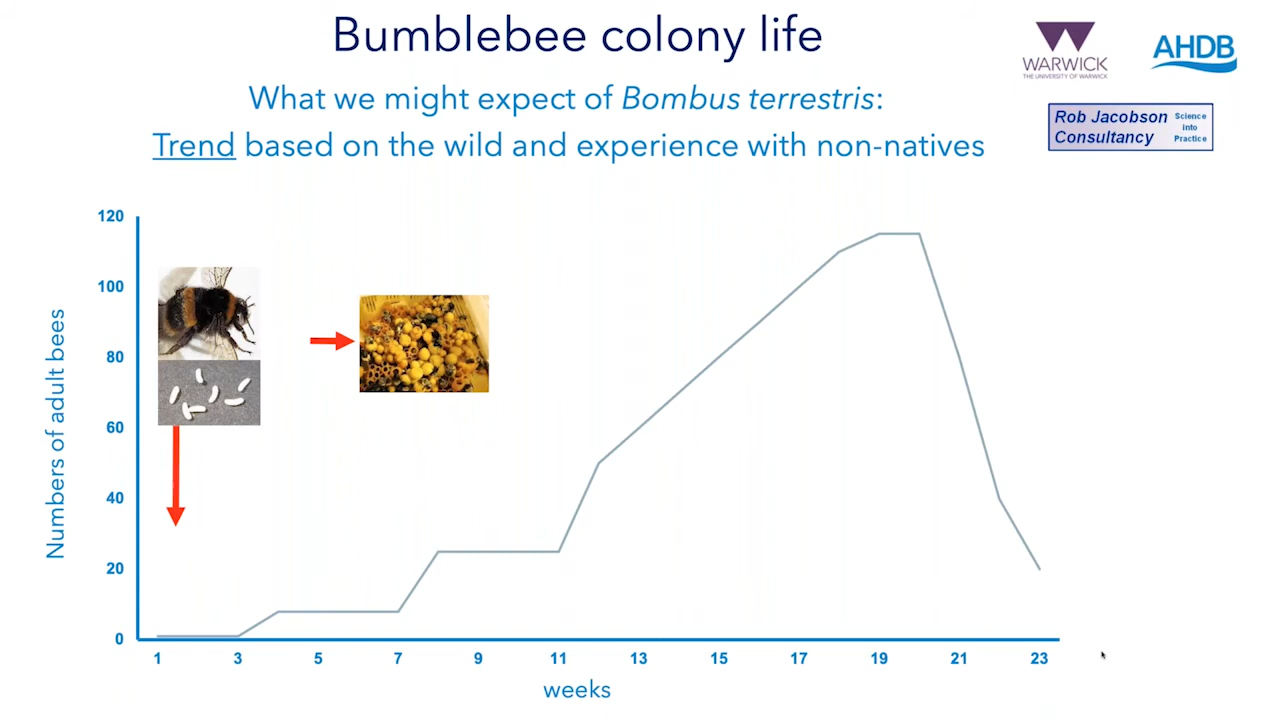 Bumblebee colony life
What we might expect of Bombus terrestris:
Trend based on the wild and experience with non-natives
WARWICK
THE UNIVERSITY OF WARWICK
AHDB
Rob Jacobson
Consultancy
Science
into
Practice
Numbers of adult bees
120
100
80
60
40
20
0
1 3 5 7 9 11 13 15 17 19 21 23
weeks